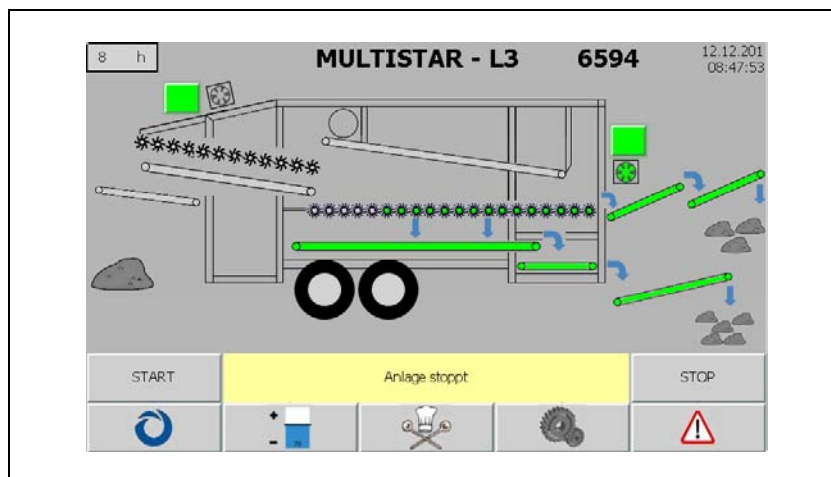 8 h
MULTISTAR - L3 6594
12.12.201
08:47:53
START
Anlage stoppt
STOP
+
-